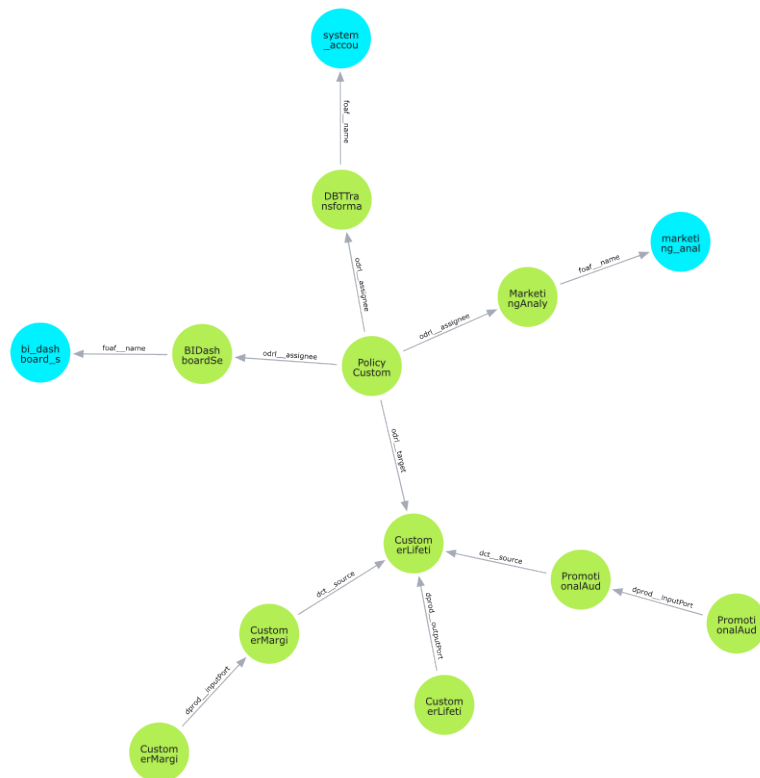 system
_accou
foaf__name
DBTTra
nsforma
odrl__assignee
marketi
ng_anal
foaf__name
Marketi
ngAnaly
odrl__assignee
bi_dash
board_s
foaf__name
BIDash
boardSe
odrl__assignee
Policy
Custom
odrl__target
Custom
erLifeti
dct__source
dct__source
Promoti
onalAud
dprod__inputPort
Promoti
onalAud
dprod__outputPort
Custom
erMargi
dprod__inputPort
Custom
erLifeti
Custom
erMargi